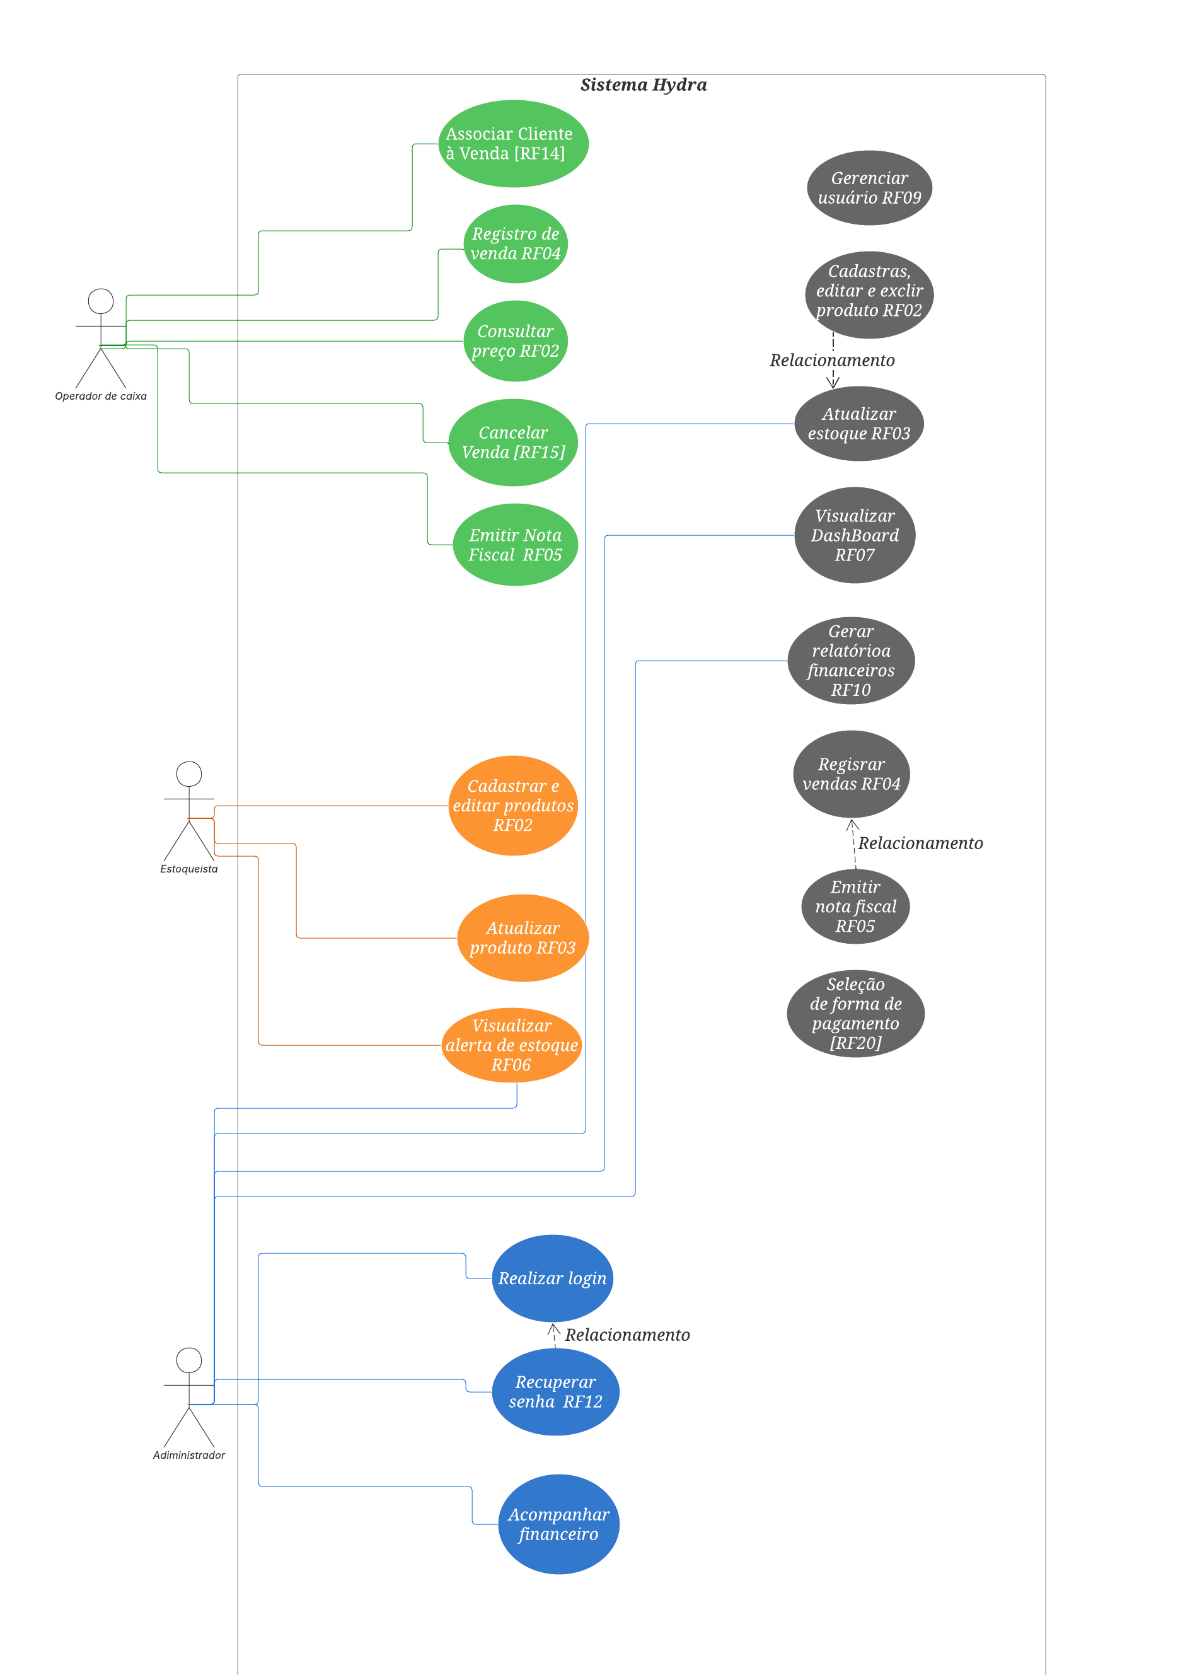 Sistema Hydra
Associar Cliente
à Venda [RF14]
Registro de
venda RF04
Consultar
preço RF02
Cancelar
Venda [RF15]
Emitir Nota
Fiscal  RF05
Operador de caixa
Gerenciar
usuário RF09
Cadastras,
editar e exclir
produto RF02
Relacionamento
Atualizar
estoque RF03
Visualizar
DashBoard
RF07
Gerar
relatórioa
financeiros
RF10
Regisrar
vendas RF04
Relacionamento
Emitir
nota fiscal
RF05
Seleção
de forma de
pagamento
[RF20]
Estoqueista
Cadastrar e
editar produtos
RF02
Atualizar
produto RF03
Visualizar
alerta de estoque
RF06
Realizar login
Relacionamento
Recuperar
senha  RF12
Adiministrador
Acompanhar
financeiro